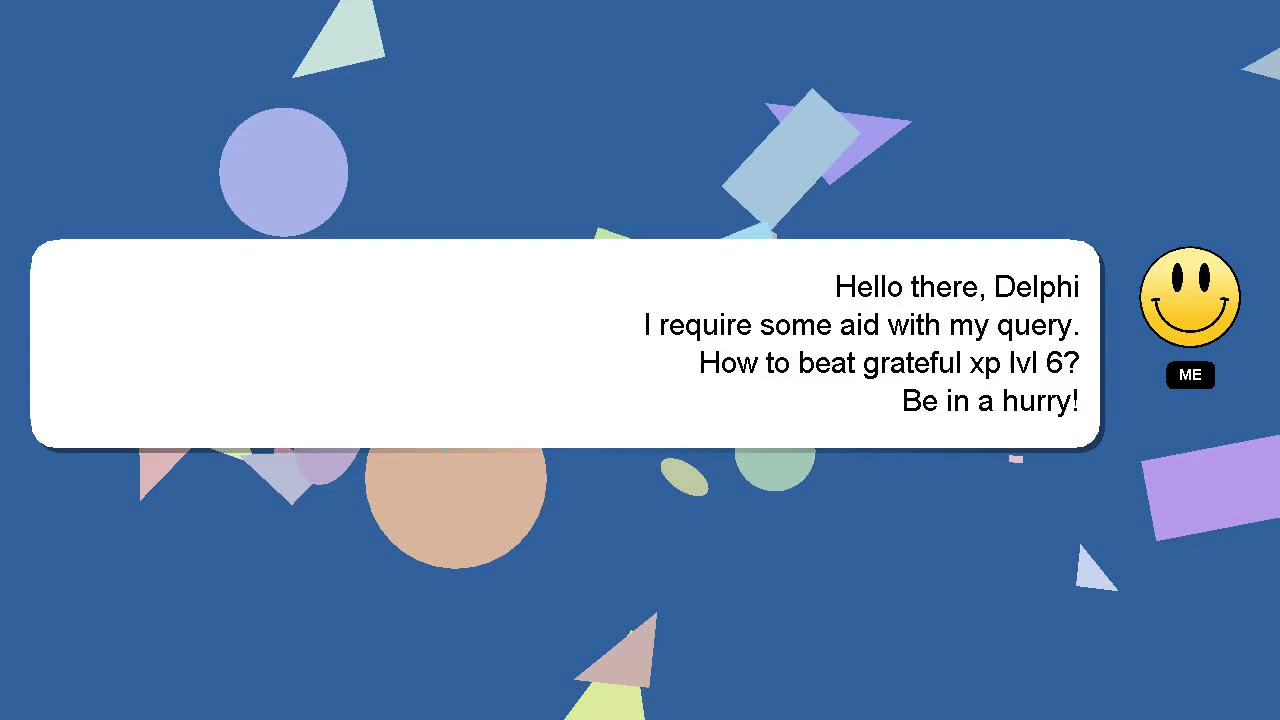 Hello there, Delphi
I require some aid with my query.
How to beat grateful xp lvl 6?
Be in a hurry!
ME